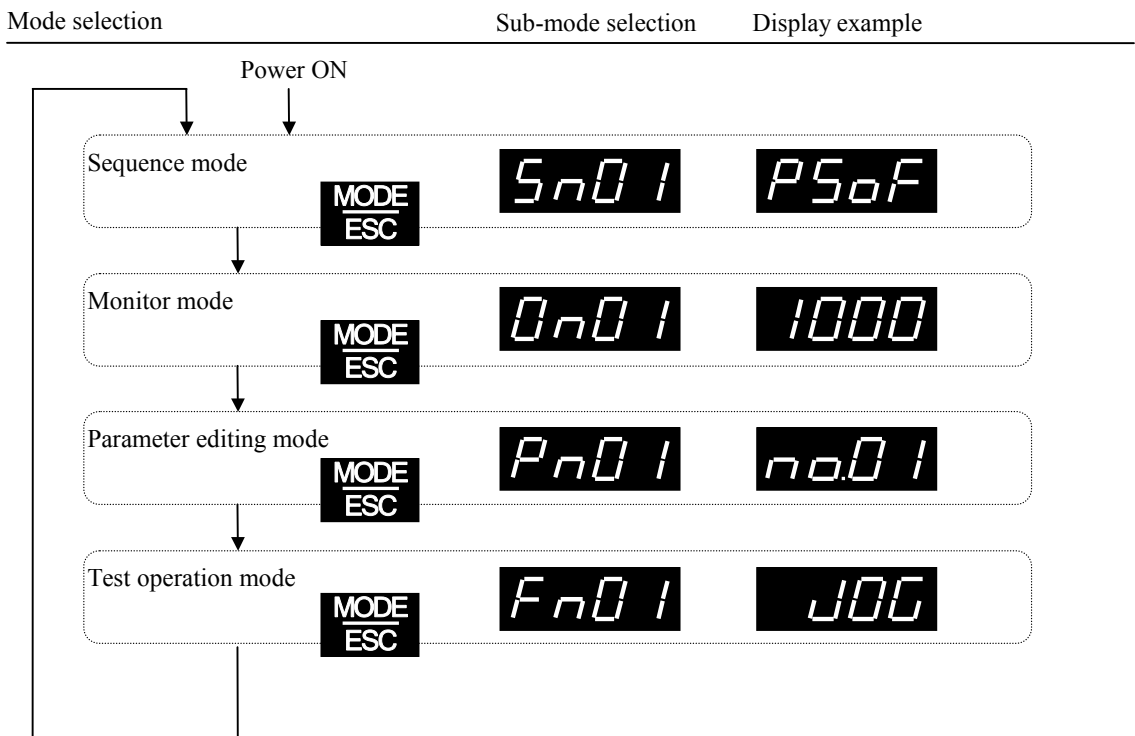 Mode selection Sub-mode selection Display example
Power ON
Sequence mode
MODE
ESC
Sn01 PSoF
Monitor mode
MODE
ESC
0n01 1000
Parameter editing mode
MODE
ESC
Pn01 no.01
Test operation mode
MODE
ESC
Fn01 JOG